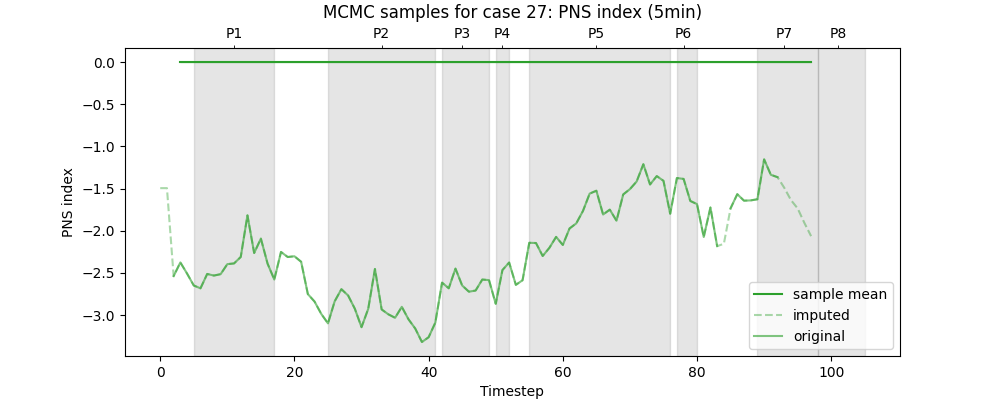 MCMC samples for case 27: PNS index (5min)
P1 P2 P3 P4 P5 P6 P7 P8
0.0
−0.5
−1.0
−1.5
−2.0
−2.5
−3.0
PNS index
sample mean
imputed
original
0 20 40 60 80 100
Timestep